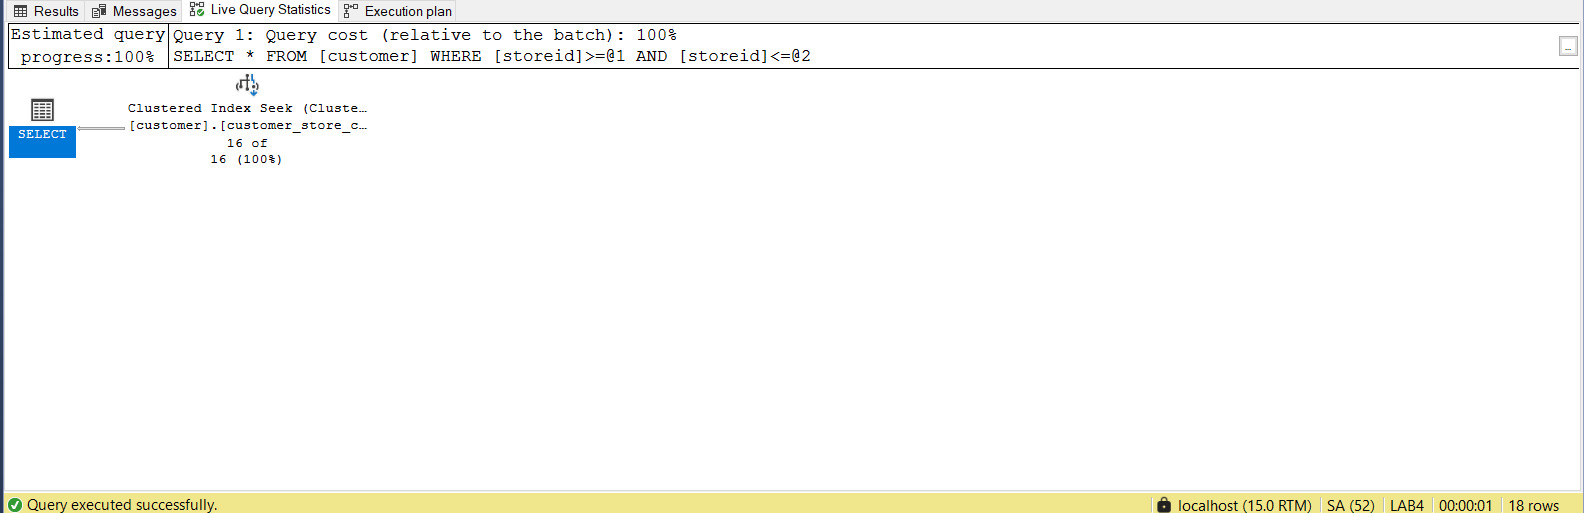 Results Messages Live Query Statistics Execution plan
Estimated query
progress:100%
Query 1: Query cost (relative to the batch): 100%
SELECT * FROM [customer] WHERE [storeid]>=@1 AND [storeid]<=@2
Clustered Index Seek (Cluste…
[customer].[customer_store_c…
16 of
16 (100%)
SELECT
Query executed successfully.
localhost (15.0 RTM) SA (52) LAB4 00:00:01 18 rows